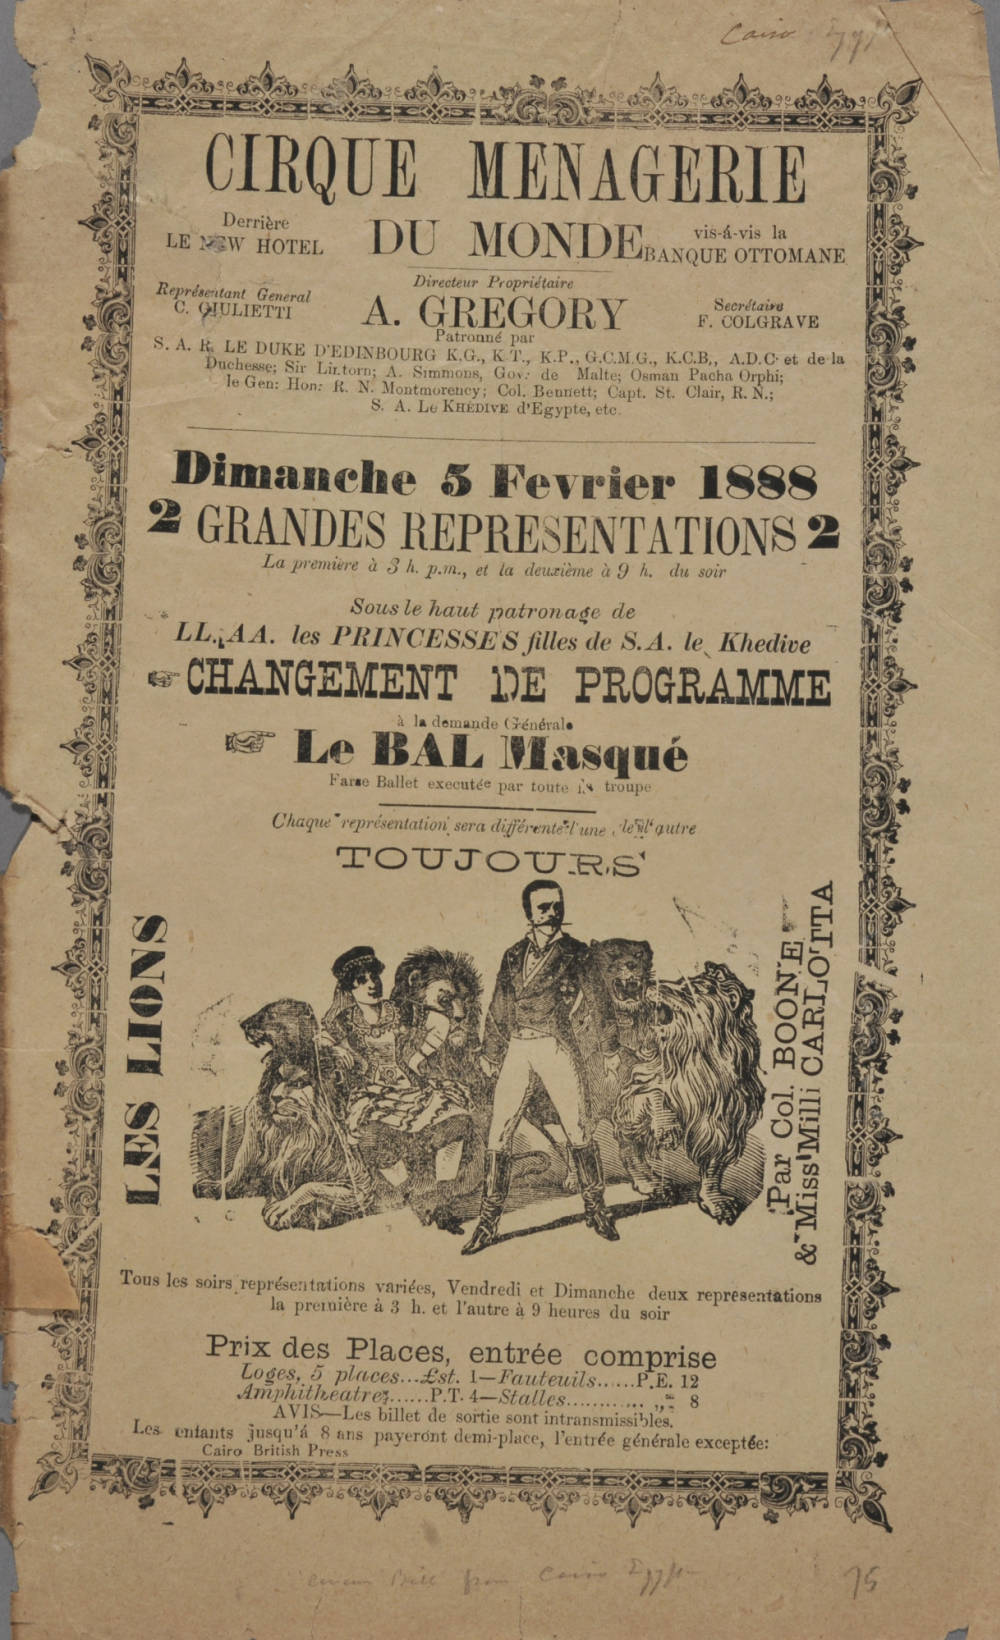 Cairo Egypt
CIRQUE MENAGERIE
Derrière
LE NEW HOTEL
DU MONDE
vis-á-vis la
BANQUE OTTOMANE
Représentant General
C. GIULIETTI
Directeur Propriétaire
A. GREGORY
Secrétaire
F. COLGRAVE
Patronné par
S. A. R. LE DUKE D'EDINBOURG K.G., K.T., K.P., G.C.M.G., K.C.B., A.D.C. et de la
Duchesse; Sir Lintorn; A. Simmons, Gov: de Malte; Osman Pacha Orphi;
le Gen: Hon: R. N. Montmorency; Col. Bennett; Capt. St. Clair, R. N.;
S. A. Le KHÉDIVE d'Egypte, etc.
Dimanche 5 Fevrier 1888
2 GRANDES REPRESENTATIONS 2
La première à 3 h. p.m., et la deuxième à 9 h. du soir
Sous le haut patronage de
LL. AA. les PRINCESSES filles de S.A. le Khedive
☞ CHANGEMENT DE PROGRAMME
à la demande Générale
☞ Le BAL Masqué
Farse Ballet executée par toute la troupe
Chaque représentation sera différente l'une de l'autre
TOUJOURS
LES LIONS
Par Col. BOONE
& Miss Milli CARLOTTA
Tous les soirs représentations variées, Vendredi et Dimanche deux representations
la première à 3 h. et l'autre à 9 heures du soir
Prix des Places, entrée comprise
Loges, 5 places...£st. 1—Fauteuils......P.E. 12
Amphitheatre......P.T. 4—Stalles............ „ 8
AVIS—Les billet de sortie sont intransmissibles.
Les enfants jusqu'á 8 ans payeront demi-place, l'entrée générale exceptée:
Cairo British Press
Bill from Cairo Egypt
75